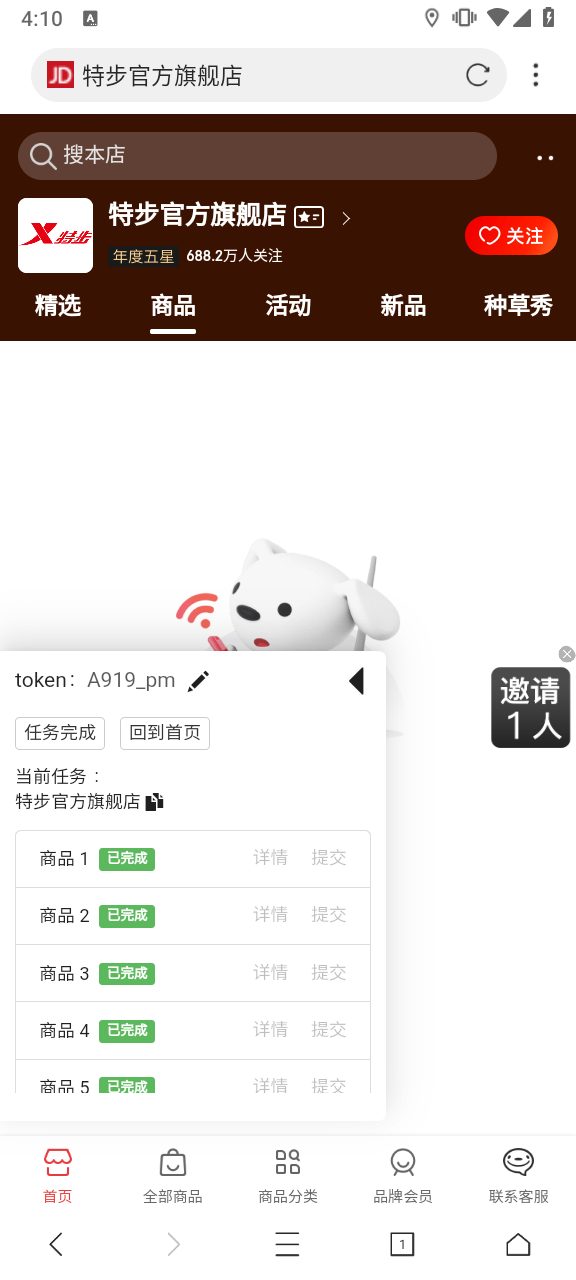 4:10
A
JD 特步官方旗舰店
搜本店
X 特步
特步官方旗舰店
年度五星 688.2万人关注
关注
精选 商品 活动 新品 种草秀
token: A919_pm
任务完成 回到首页
当前任务：
特步官方旗舰店
商品 1 已完成 详情 提交
商品 2 已完成 详情 提交
商品 3 已完成 详情 提交
商品 4 已完成 详情 提交
商品 5 已完成 详情 提交
邀请
1人
首页 全部商品 商品分类 品牌会员 联系客服
1